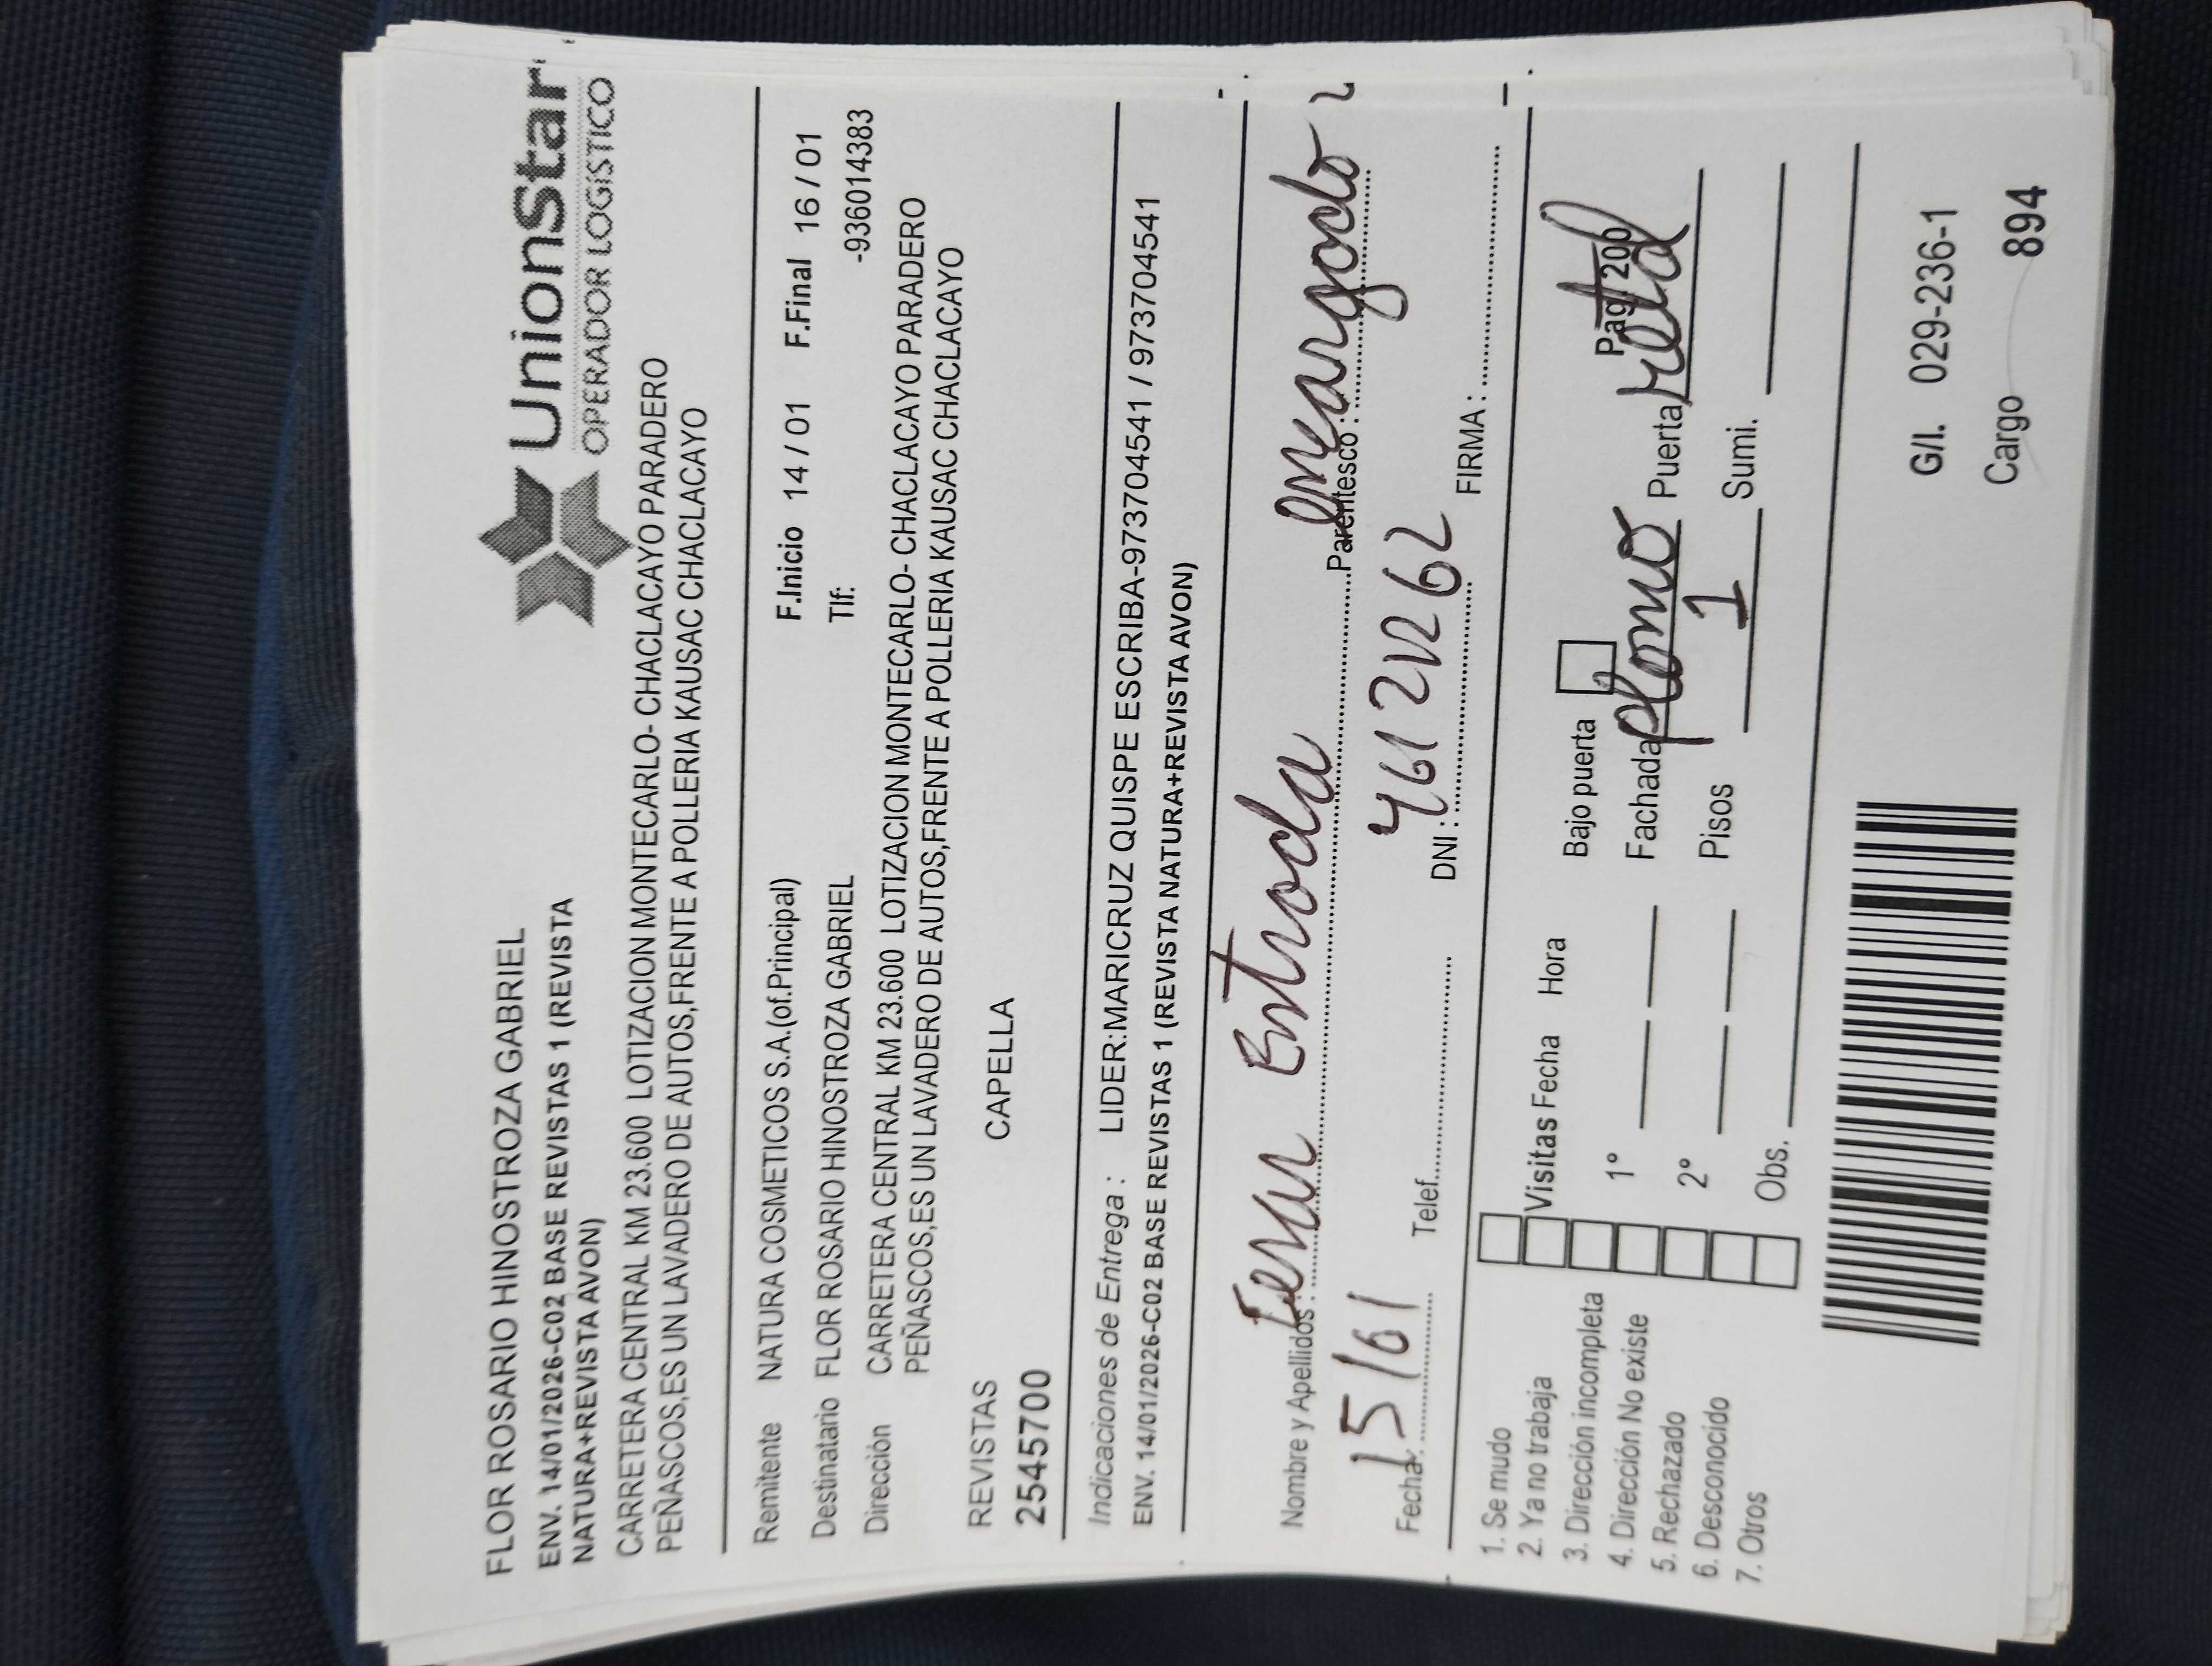 UnionStar
OPERADOR LOGÍSTICO
FLOR ROSARIO HINOSTROZA GABRIEL
ENV. 14/01/2026-C02 BASE REVISTAS 1 (REVISTA
NATURA+REVISTA AVON)
CARRETERA CENTRAL KM 23.600 LOTIZACION MONTECARLO- CHACLACAYO PARADERO
PEÑASCOS,ES UN LAVADERO DE AUTOS,FRENTE A POLLERIA KAUSAC CHACLACAYO
Remitente NATURA COSMETICOS S.A.(of.Principal) F.Inicio 14 / 01 F.Final 16 / 01
Destinatario FLOR ROSARIO HINOSTROZA GABRIEL Tlf: -936014383
Dirección CARRETERA CENTRAL KM 23.600 LOTIZACION MONTECARLO- CHACLACAYO PARADERO
PEÑASCOS,ES UN LAVADERO DE AUTOS,FRENTE A POLLERIA KAUSAC CHACLACAYO
REVISTAS CAPELLA
2545700
Indicaciones de Entrega : LIDER:MARICRUZ QUISPE ESCRIBA-973704541 / 973704541
ENV. 14/01/2026-C02 BASE REVISTAS 1 (REVISTA NATURA+REVISTA AVON)
Nombre y Apellidos : Parentesco :
Fecha: 15/01 Telef. DNI : FIRMA :
1. Se mudo
2. Ya no trabaja
3. Dirección incompleta
4. Dirección No existe
5. Rechazado
6. Desconocido
7. Otros
Visitas Fecha Hora
1°
2°
Obs.
Bajo puerta Pag 200
Fachada plomo Puerta
Pisos 1 Sumi.
G/I. 029-236-1
Cargo 894